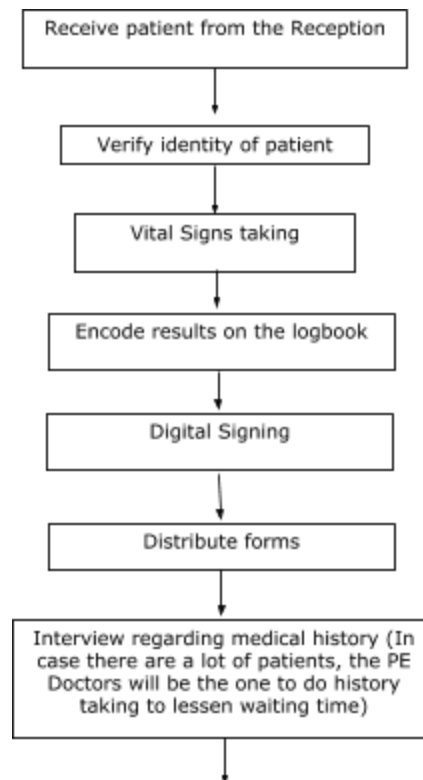 Receive patient from the Reception
Verify identity of patient
Vital Signs taking
Encode results on the logbook
Digital Signing
Distribute forms
Interview regarding medical history (In
case there are a lot of patients, the PE
Doctors will be the one to do history
taking to lessen waiting time)